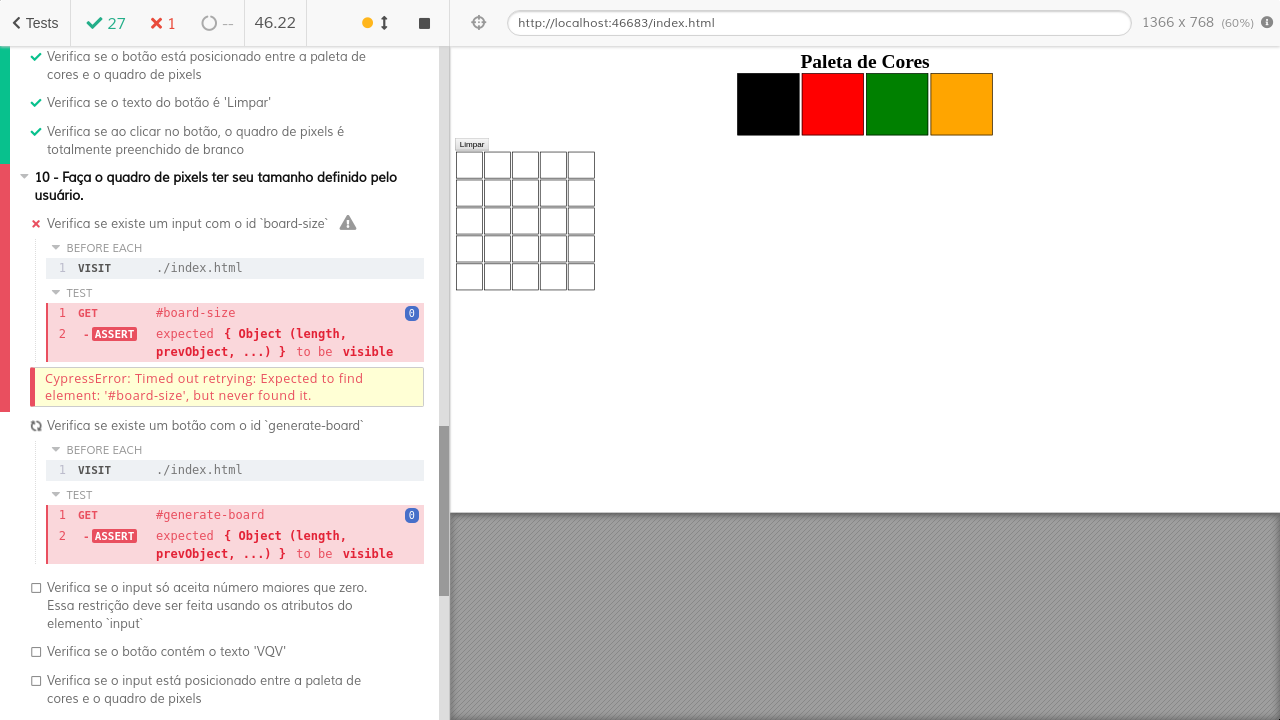 Tests
27
1
--
46.22
http://localhost:46683/index.html
1366 x 768 (60%)
Verifica se o botão está posicionado entre a paleta de
cores e o quadro de pixels
Verifica se o texto do botão é 'Limpar'
Verifica se ao clicar no botão, o quadro de pixels é
totalmente preenchido de branco
10 - Faça o quadro de pixels ter seu tamanho definido pelo
usuário.
Verifica se existe um input com o id `board-size`
BEFORE EACH
1 VISIT ./index.html
TEST
1 GET #board-size 0
2 -ASSERT expected { Object (length,
prevObject, ...) } to be visible
CypressError: Timed out retrying: Expected to find
element: '#board-size', but never found it.
Verifica se existe um botão com o id `generate-board`
BEFORE EACH
1 VISIT ./index.html
TEST
1 GET #generate-board 0
2 -ASSERT expected { Object (length,
prevObject, ...) } to be visible
Verifica se o input só aceita número maiores que zero.
Essa restrição deve ser feita usando os atributos do
elemento `input`
Verifica se o botão contém o texto 'VQV'
Verifica se o input está posicionado entre a paleta de
cores e o quadro de pixels
Paleta de Cores
Limpar